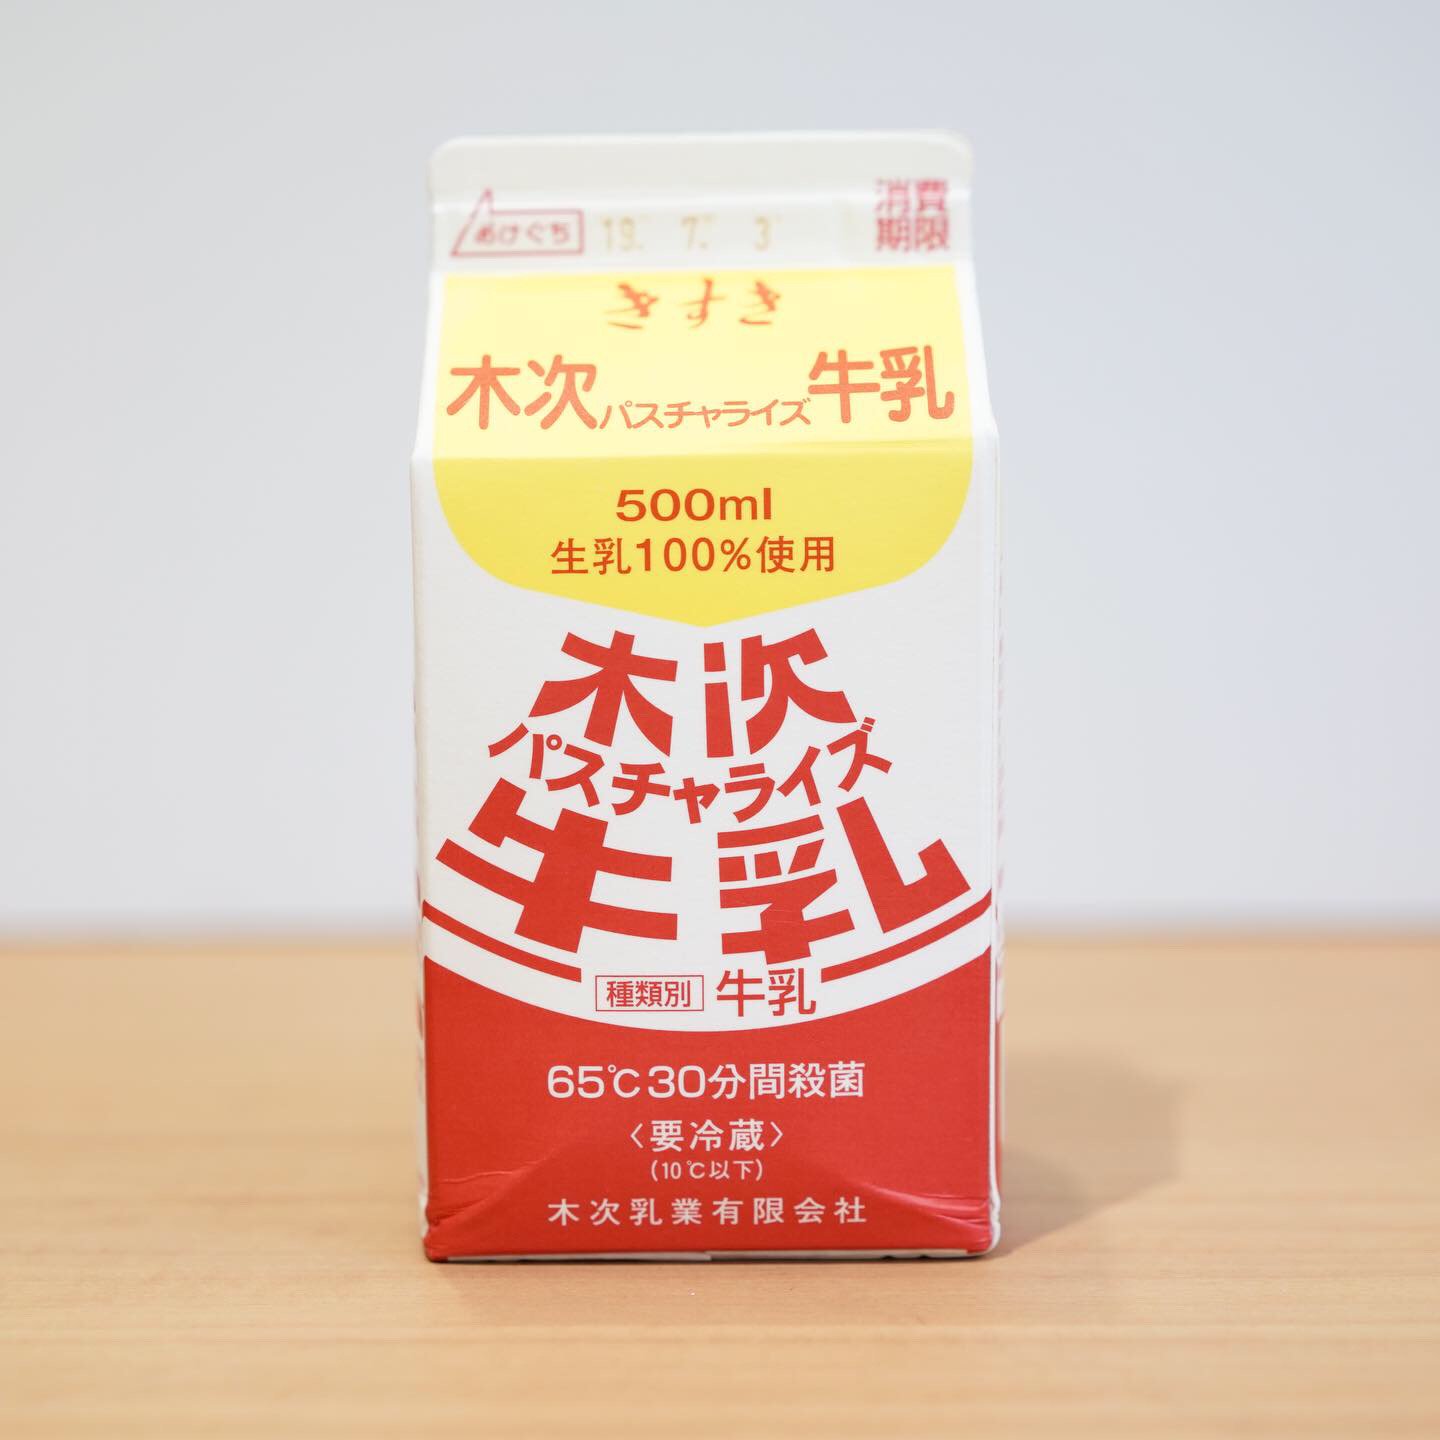 あけぐち 19. 7. 3 消費期限
きすき
木次パスチャライズ牛乳
500ml
生乳100%使用
木次
パスチャライズ
牛乳
種類別 牛乳
65℃30分間殺菌
〈要冷蔵〉
(10℃以下)
木次乳業有限会社